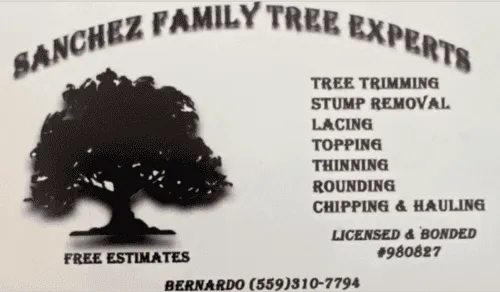 SANCHEZ FAMILY TREE EXPERTS
TREE TRIMMING
STUMP REMOVAL
LACING
TOPPING
THINNING
ROUNDING
CHIPPING & HAULING
LICENSED & BONDED
#980827
FREE ESTIMATES
BERNARDO (559)310-7794